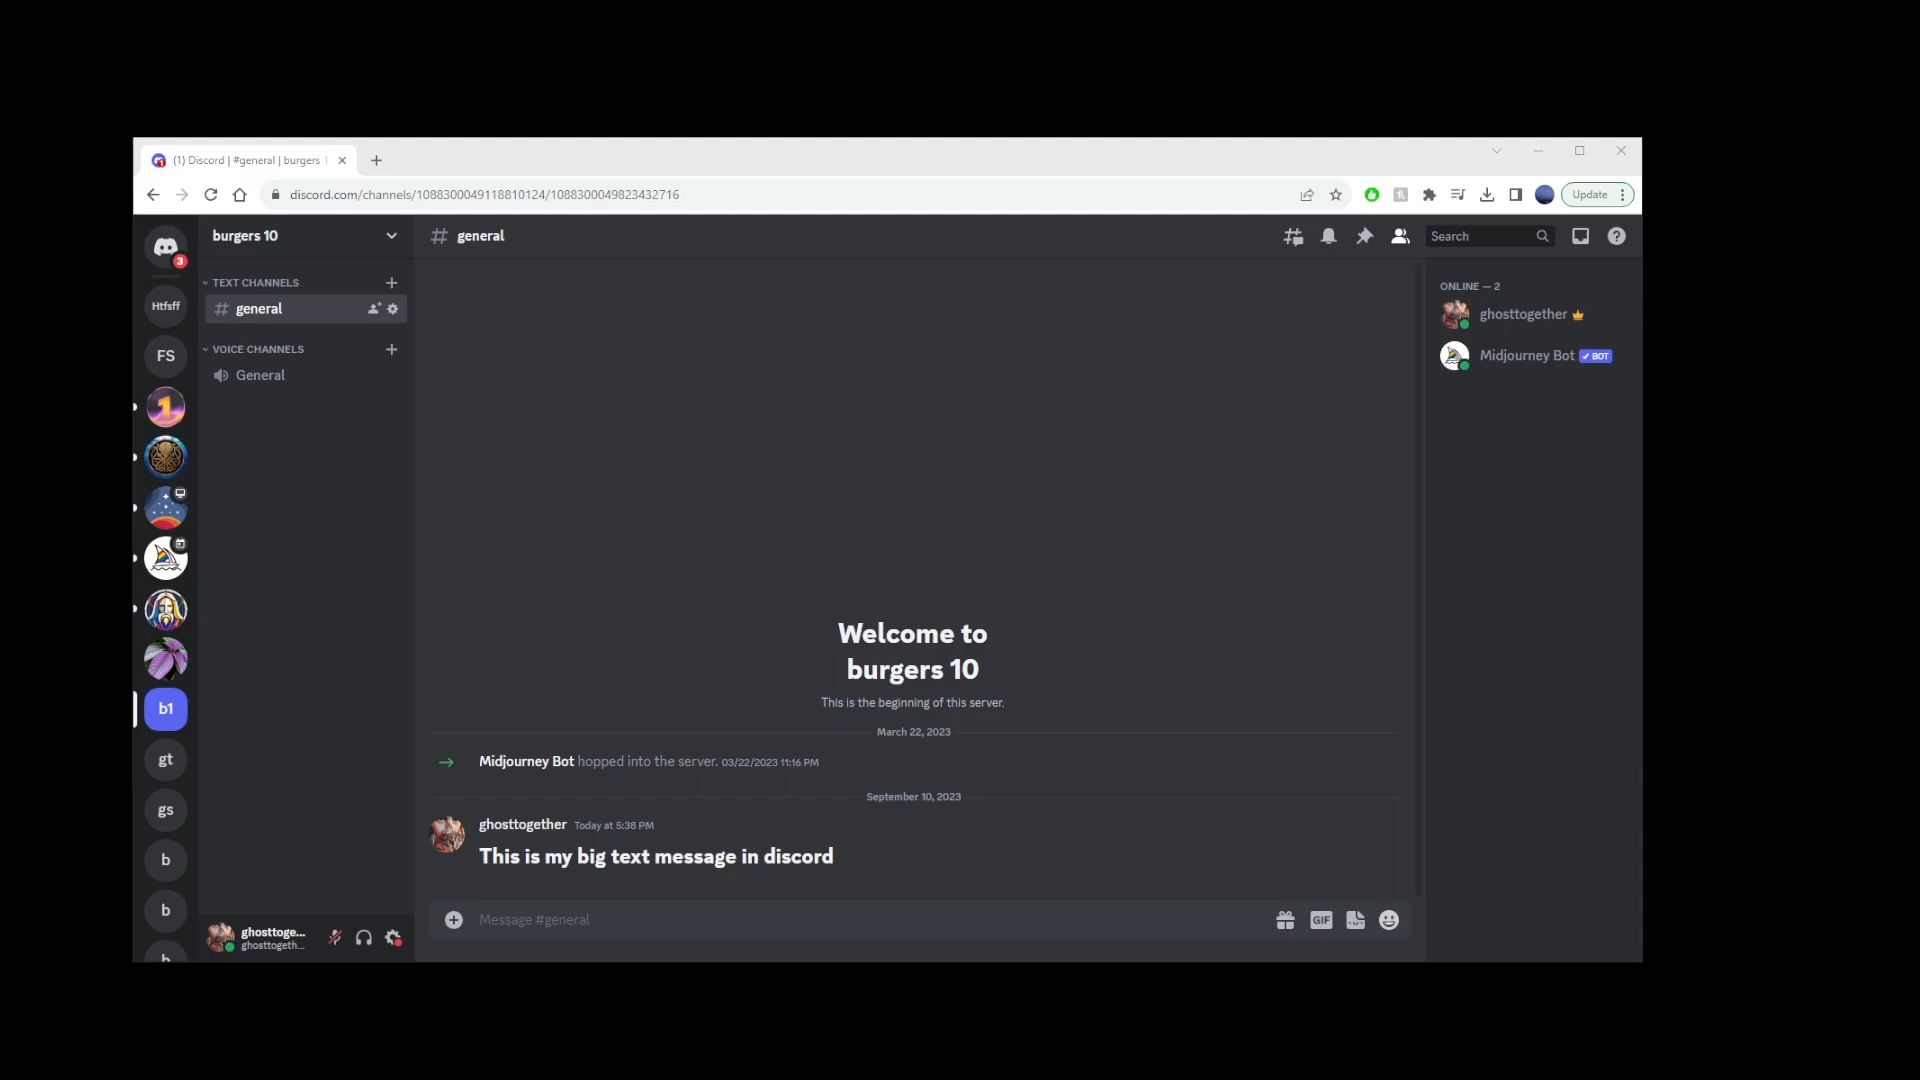 (1) Discord | #general | burgers 1
discord.com/channels/1088300049118810124/1088300049823432716
Update
3
Htfsff
FS
1
b1
gt
gs
b
b
b
burgers 10
TEXT CHANNELS
general
VOICE CHANNELS
General
ghosttoge...
ghosttogeth...
general
Search
Welcome to
burgers 10
This is the beginning of this server.
March 22, 2023
Midjourney Bot hopped into the server. 03/22/2023 11:16 PM
September 10, 2023
ghosttogether Today at 5:38 PM
This is my big text message in discord
Message #general
GIF
ONLINE — 2
ghosttogether
Midjourney Bot ✓ BOT